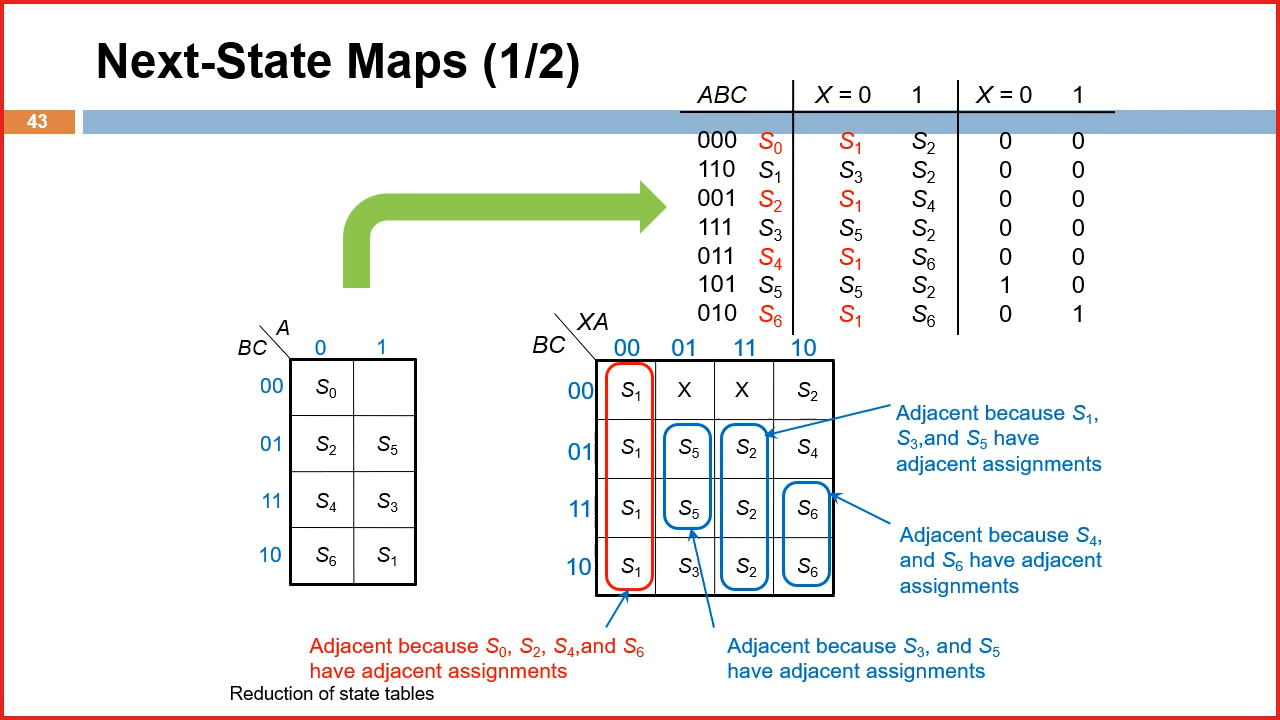 Next-State Maps (1/2)
43
ABC X = 0 1 X = 0 1
000 S0 S1 S2 0 0
110 S1 S3 S2 0 0
001 S2 S1 S4 0 0
111 S3 S5 S2 0 0
011 S4 S1 S6 0 0
101 S5 S5 S2 1 0
010 S6 S1 S6 0 1
A
BC 0 1
00 S0
01 S2 S5
11 S4 S3
10 S6 S1
XA
BC 00 01 11 10
00 S1 X X S2
01 S1 S5 S2 S4
11 S1 S5 S2 S6
10 S1 S3 S2 S6
Adjacent because S1,
S3,and S5 have
adjacent assignments
Adjacent because S4,
and S6 have adjacent
assignments
Adjacent because S0, S2, S4,and S6
have adjacent assignments
Adjacent because S3, and S5
have adjacent assignments
Reduction of state tables